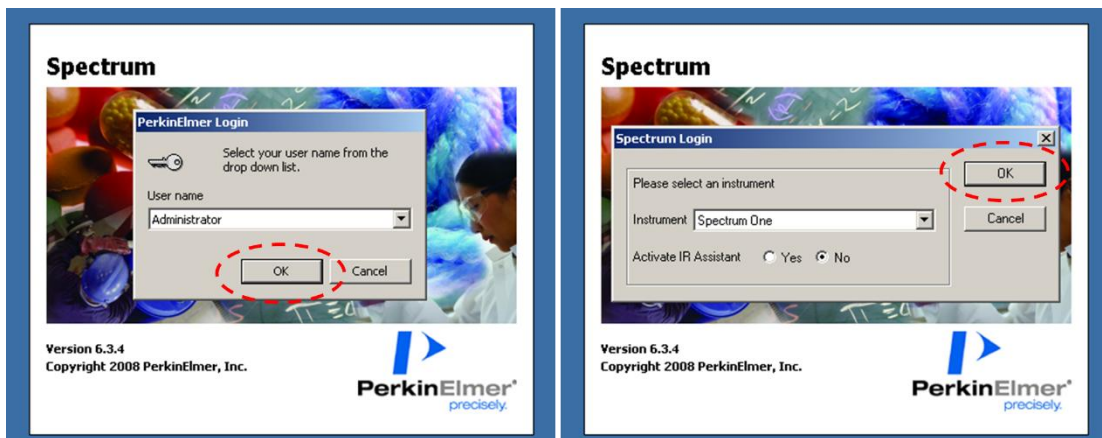 Spectrum
PerkinElmer Login
Select your user name from the
drop down list.
User name
Administrator
OK
Cancel
Version 6.3.4
Copyright 2008 PerkinElmer, Inc.
PerkinElmer®
precisely.
Spectrum
Spectrum Login
Please select an instrument
OK
Instrument
Spectrum One
Cancel
Activate IR Assistant
Yes
No
Version 6.3.4
Copyright 2008 PerkinElmer, Inc.
PerkinElmer®
precisely.